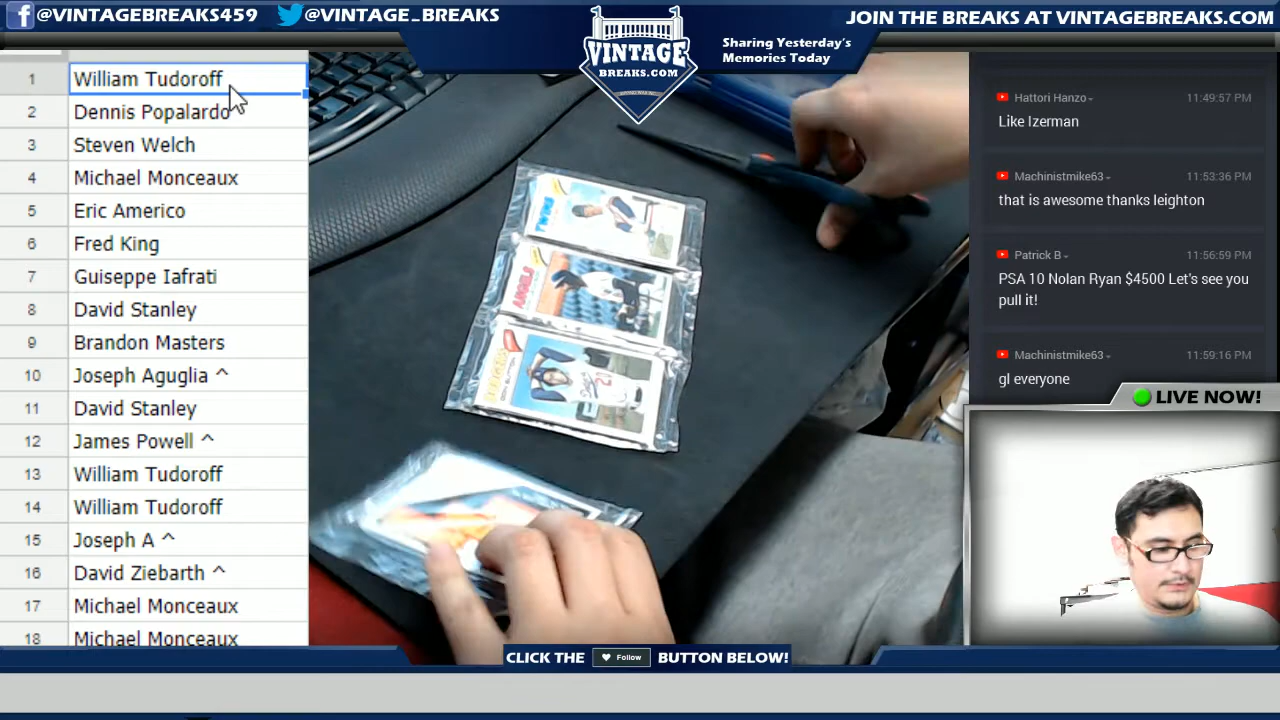 @VINTAGEBREAKS459
@VINTAGE_BREAKS
VINTAGE
BREAKS.COM
Sharing Yesterday's
Memories Today
JOIN THE BREAKS AT VINTAGEBREAKS.COM
1 William Tudoroff
2 Dennis Popalardo
3 Steven Welch
4 Michael Monceaux
5 Eric Americo
6 Fred King
7 Guiseppe Iafrati
8 David Stanley
9 Brandon Masters
10 Joseph Aguglia ^
11 David Stanley
12 James Powell ^
13 William Tudoroff
14 William Tudoroff
15 Joseph A ^
16 David Ziebarth ^
17 Michael Monceaux
18 Michael Monceaux
TWINS
ANGELS
Hattori Hanzo 11:49:57 PM
Like Izerman
Machinistmike63 11:53:36 PM
that is awesome thanks leighton
Patrick B 11:56:59 PM
PSA 10 Nolan Ryan $4500 Let's see you
pull it!
Machinistmike63 11:59:16 PM
gl everyone
LIVE NOW!
CLICK THE Follow BUTTON BELOW!